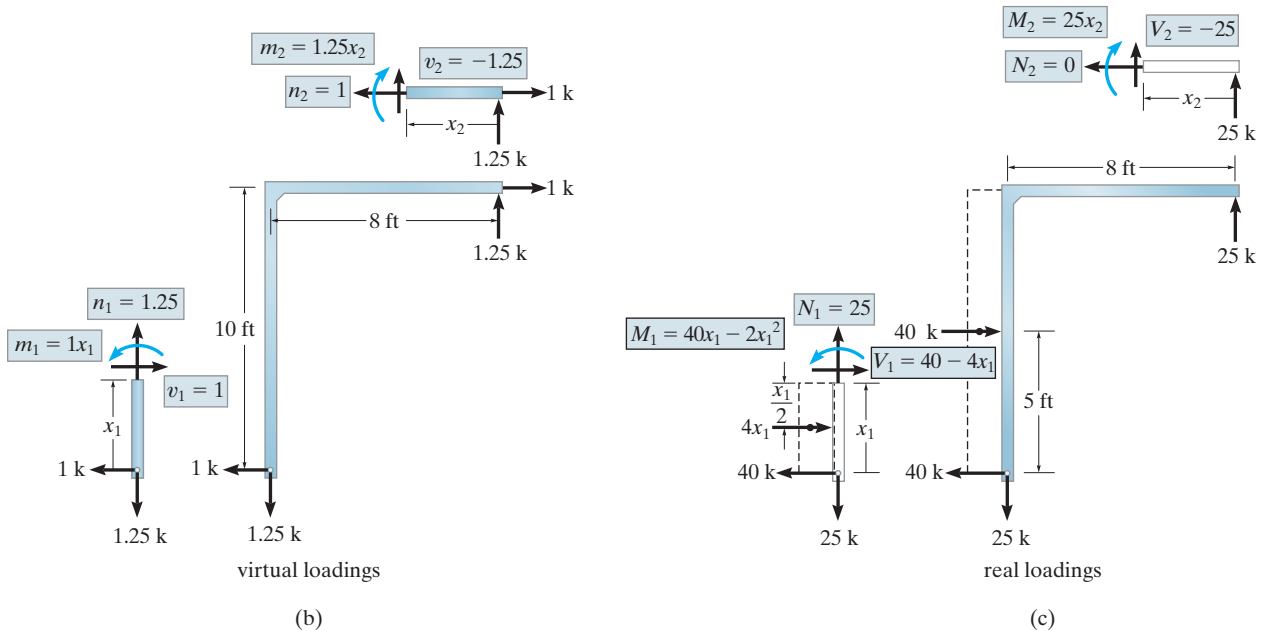 m₂ = 1.25x₂
v₂ = −1.25
n₂ = 1
1 k
x₂
1.25 k
1 k
8 ft
1.25 k
n₁ = 1.25
10 ft
m₁ = 1x₁
v₁ = 1
x₁
1 k
1 k
1.25 k
1.25 k
virtual loadings
(b)
M₂ = 25x₂
V₂ = −25
N₂ = 0
x₂
25 k
8 ft
25 k
N₁ = 25
M₁ = 40x₁ − 2x₁²
40 k
V₁ = 40 − 4x₁
x₁
2
5 ft
4x₁
x₁
40 k
40 k
25 k
25 k
real loadings
(c)